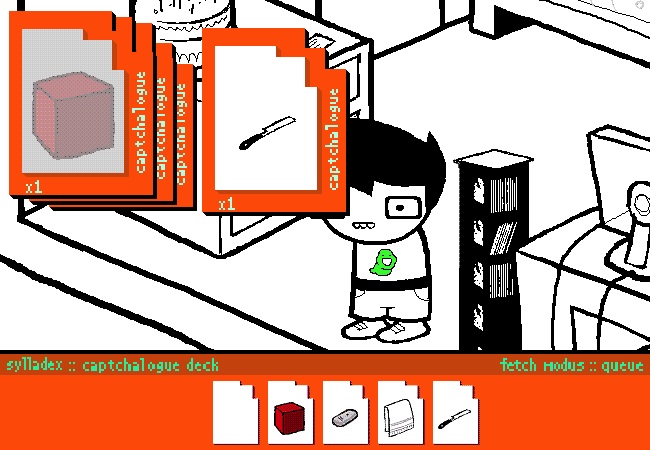 captchalogue
captchalogue
captchalogue
captchalogue
x1
x1
sylladex :: captchalogue deck
fetch modus :: queue